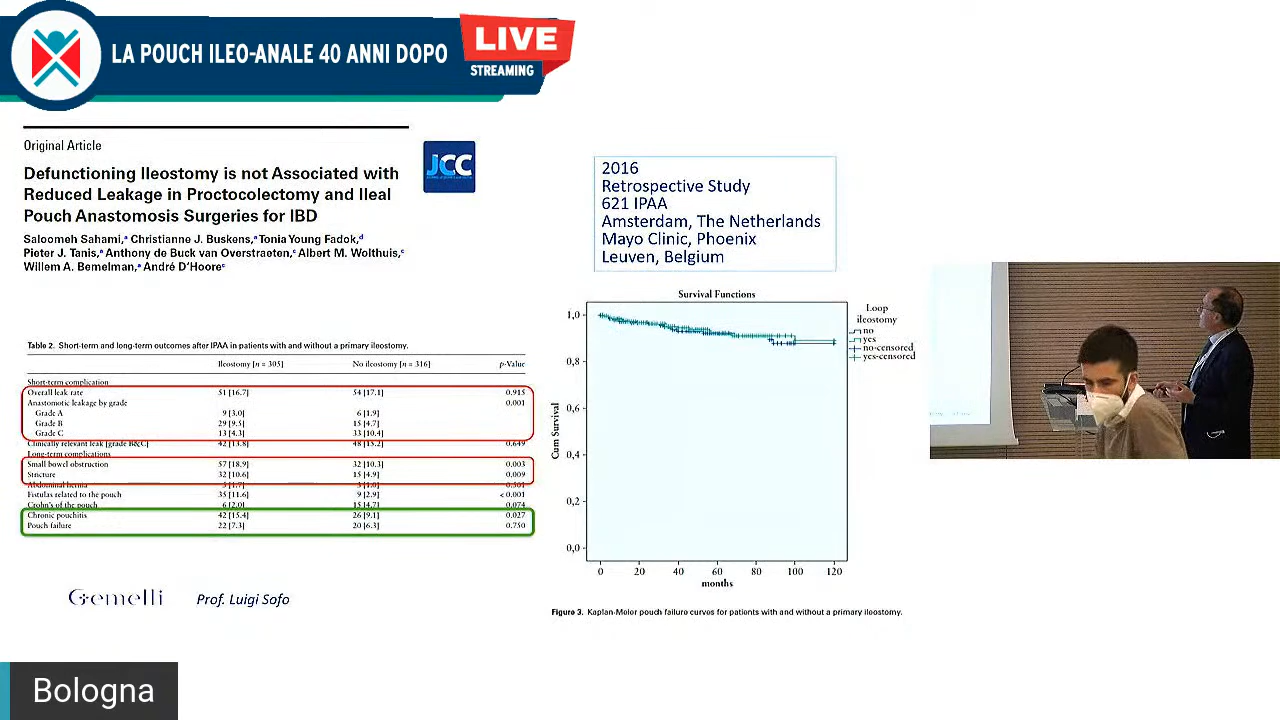 LA POUCH ILEO-ANALE 40 ANNI DOPO
LIVE
STREAMING
Original Article
JCC
Defunctioning Ileostomy is not Associated with
Reduced Leakage in Proctocolectomy and Ileal
Pouch Anastomosis Surgeries for IBD
Saloomeh Sahami,ᵃ Christianne J. Buskens,ᵃ Tonia Young Fadok,ᵈ
Pieter J. Tanis,ᵃ Anthony de Buck van Overstraeten,ᶜ Albert M. Wolthuis,ᶜ
Willem A. Bemelman,ᵃ André D'Hooreᶜ
2016
Retrospective Study
621 IPAA
Amsterdam, The Netherlands
Mayo Clinic, Phoenix
Leuven, Belgium
Table 2. Short-term and long-term outcomes after IPAA in patients with and without a primary ileostomy.
Ileostomy [n = 305] No ileostomy [n = 316] p-Value
Short-term complication
Overall leak rate 51 [16.7] 54 [17.1] 0.915
Anastomotic leakage by grade 0.001
Grade A 9 [3.0] 6 [1.9]
Grade B 29 [9.5] 15 [4.7]
Grade C 13 [4.3] 33 [10.4]
Clinically relevant leak [grade B&C] 42 [13.8] 48 [15.2] 0.649
Long-term complications
Small bowel obstruction 57 [18.9] 32 [10.3] 0.003
Stricture 32 [10.6] 15 [4.9] 0.009
Abdominal hernia
Fistulas related to the pouch 35 [11.6] 9 [2.9] < 0.001
Crohn's of the pouch 6 [2.0] 15 [4.7] 0.074
Chronic pouchitis 42 [15.4] 26 [9.1] 0.027
Pouch failure 22 [7.3] 20 [6.3] 0.750
Survival Functions
Loop
ileostomy
no
yes
no-censored
yes-censored
Cum Survival
1,0
0,8
0,6
0,4
0,2
0,0
0 20 40 60 80 100 120
months
Figure 3. Kaplan-Meier pouch failure curves for patients with and without a primary ileostomy.
Gemelli Prof. Luigi Sofo
Bologna